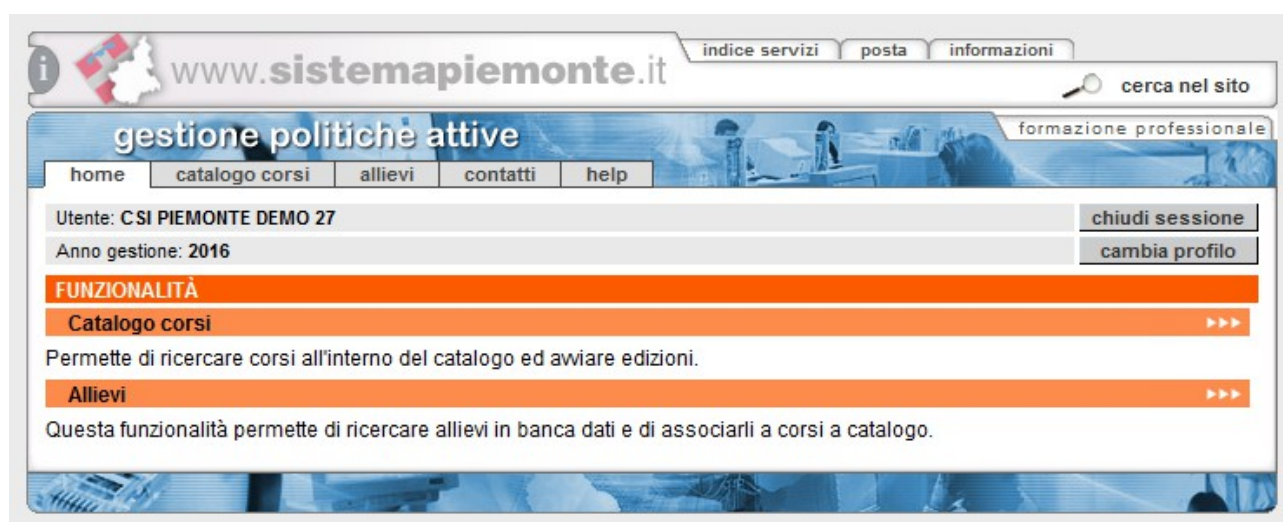 i
www.sistemapiemonte.it
indice servizi posta informazioni
cerca nel sito
gestione politiche attive
formazione professionale
home catalogo corsi allievi contatti help
Utente: CSI PIEMONTE DEMO 27 chiudi sessione
Anno gestione: 2016 cambia profilo
FUNZIONALITÀ
Catalogo corsi
Permette di ricercare corsi all'interno del catalogo ed avviare edizioni.
Allievi
Questa funzionalità permette di ricercare allievi in banca dati e di associarli a corsi a catalogo.